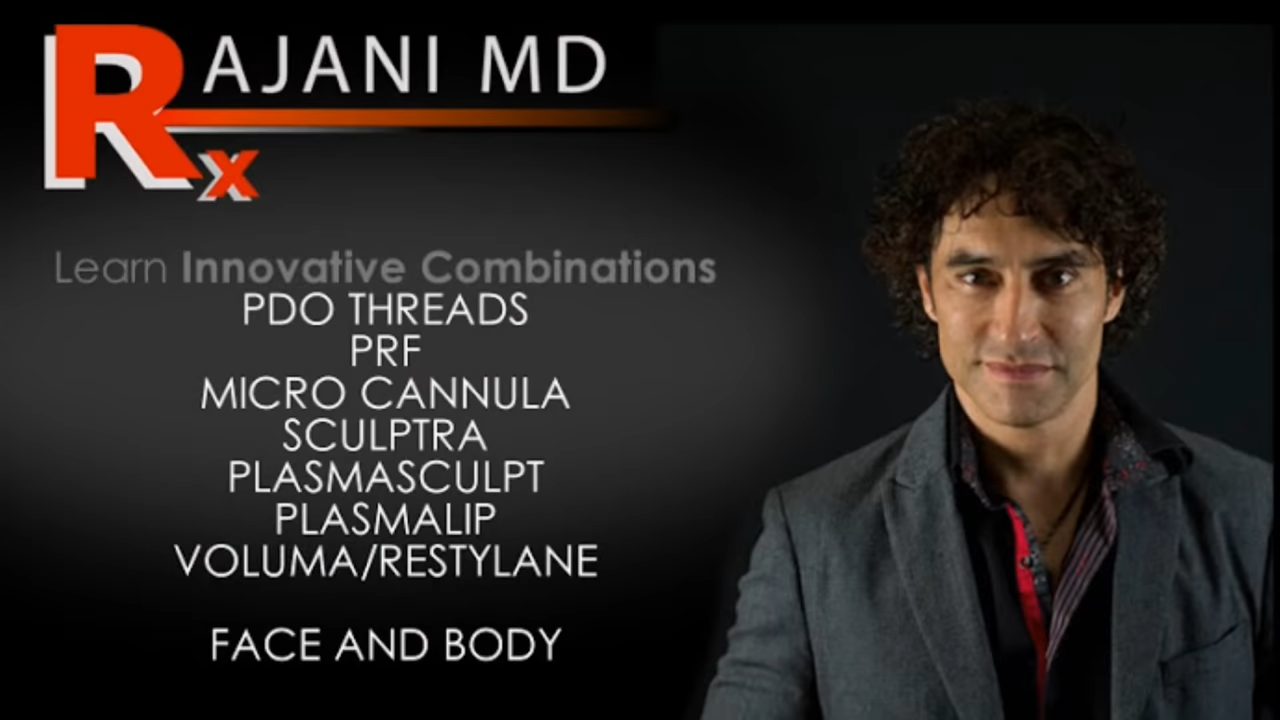 RAJANI MD
Rx
Learn Innovative Combinations
PDO THREADS
PRF
MICRO CANNULA
SCULPTRA
PLASMASCULPT
PLASMALIP
VOLUMA/RESTYLANE
FACE AND BODY